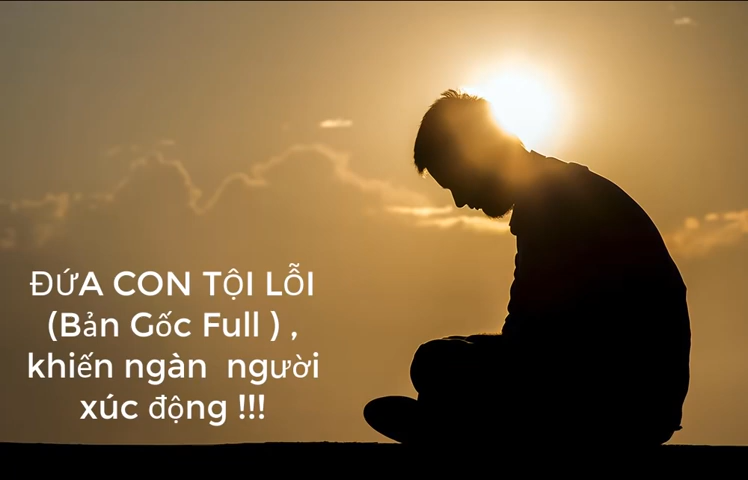 ĐỨA CON TỘI LỖI
(Bản Gốc Full ) ,
khiến ngàn  người
xúc động !!!